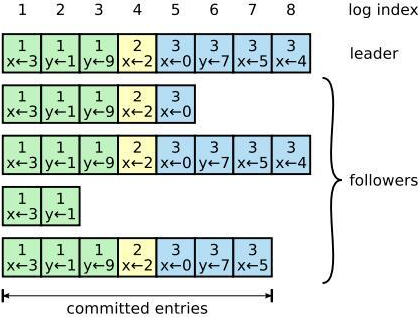 1 2 3 4 5 6 7 8 log index
1 1 1 2 3 3 3 3
x←3 y←1 y←9 x←2 x←0 y←7 x←5 x←4 leader
1 1 1 2 3
x←3 y←1 y←9 x←2 x←0
1 1 1 2 3 3 3 3
x←3 y←1 y←9 x←2 x←0 y←7 x←5 x←4
followers
1 1
x←3 y←1
1 1 1 2 3 3 3
x←3 y←1 y←9 x←2 x←0 y←7 x←5
committed entries